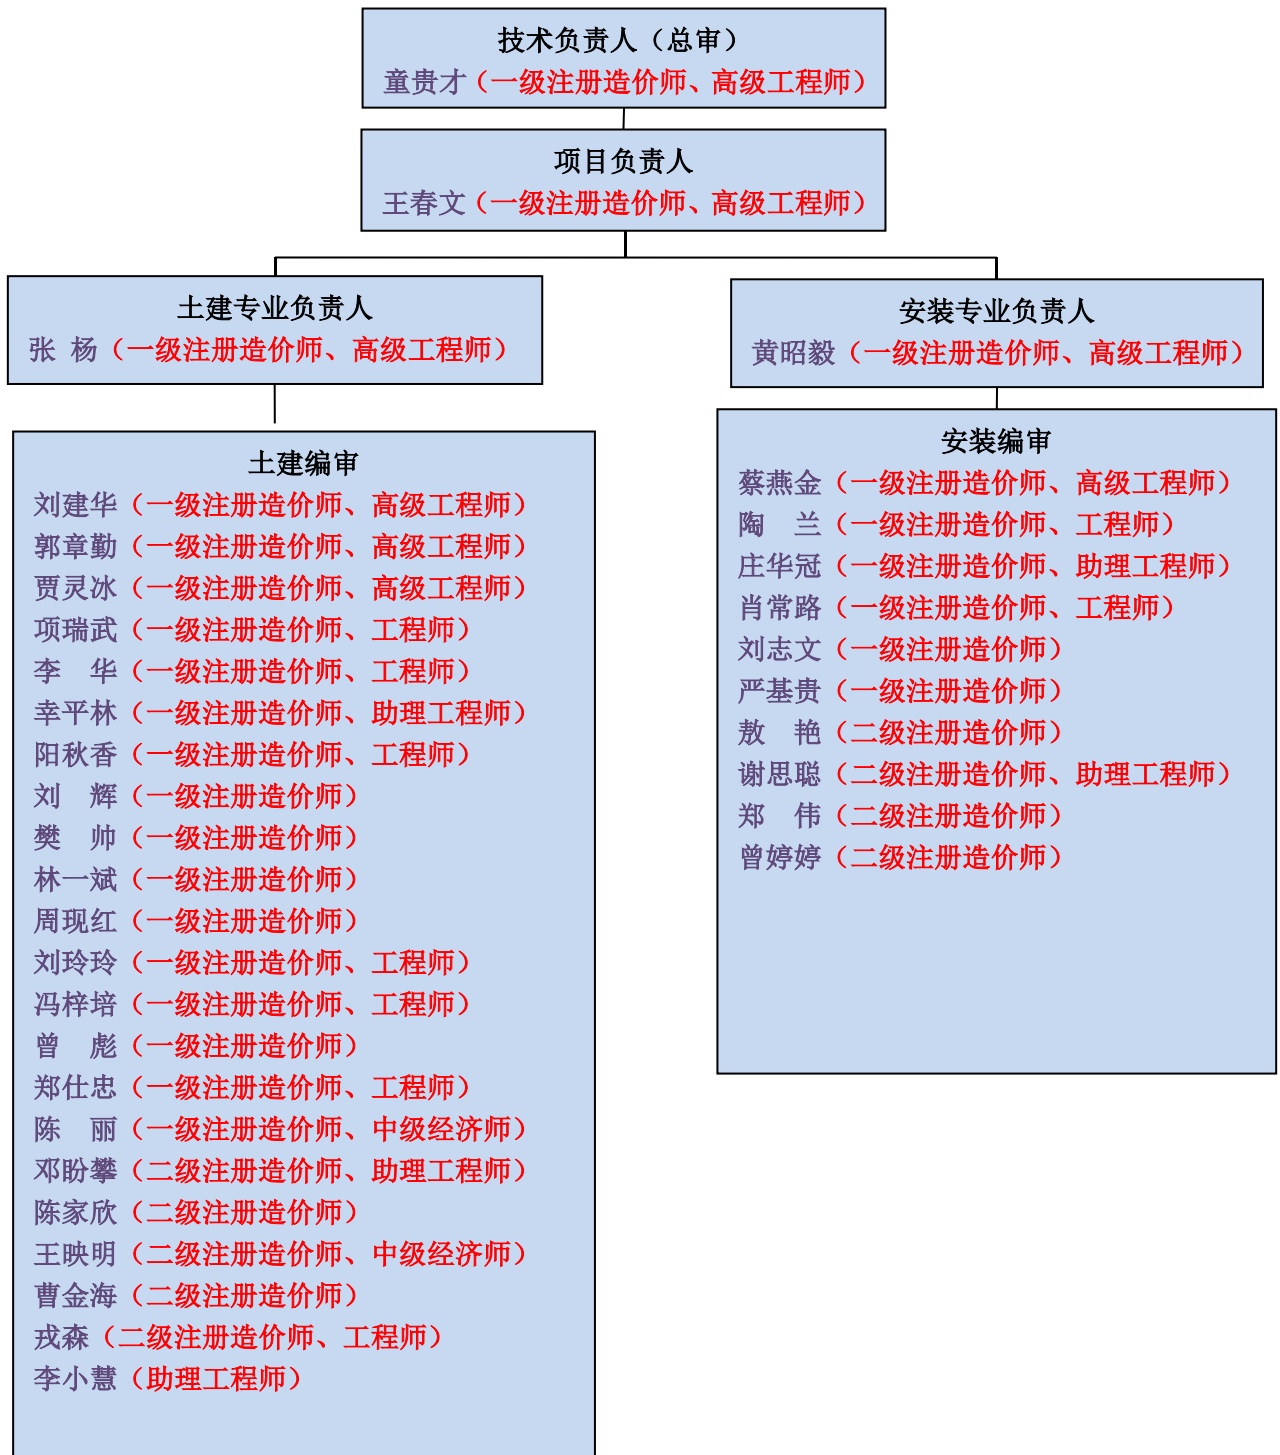 技术负责人（总审）
童贵才（一级注册造价师、高级工程师）
项目负责人
王春文（一级注册造价师、高级工程师）
土建专业负责人
张 杨（一级注册造价师、高级工程师）
安装专业负责人
黄昭毅（一级注册造价师、高级工程师）
土建编审
刘建华（一级注册造价师、高级工程师）
郭章勤（一级注册造价师、高级工程师）
贾灵冰（一级注册造价师、高级工程师）
项瑞武（一级注册造价师、工程师）
李　华（一级注册造价师、工程师）
幸平林（一级注册造价师、助理工程师）
阳秋香（一级注册造价师、工程师）
刘　辉（一级注册造价师）
樊　帅（一级注册造价师）
林一斌（一级注册造价师）
周现红（一级注册造价师）
刘玲玲（一级注册造价师、工程师）
冯梓培（一级注册造价师、工程师）
曾　彪（一级注册造价师）
郑仕忠（一级注册造价师、工程师）
陈　丽（一级注册造价师、中级经济师）
邓盼攀（二级注册造价师、助理工程师）
陈家欣（二级注册造价师）
王映明（二级注册造价师、中级经济师）
曹金海（二级注册造价师）
戎森（二级注册造价师、工程师）
李小慧（助理工程师）
安装编审
蔡燕金（一级注册造价师、高级工程师）
陶　兰（一级注册造价师、工程师）
庄华冠（一级注册造价师、助理工程师）
肖常路（一级注册造价师、工程师）
刘志文（一级注册造价师）
严基贵（一级注册造价师）
敖　艳（二级注册造价师）
谢思聪（二级注册造价师、助理工程师）
郑　伟（二级注册造价师）
曾婷婷（二级注册造价师）